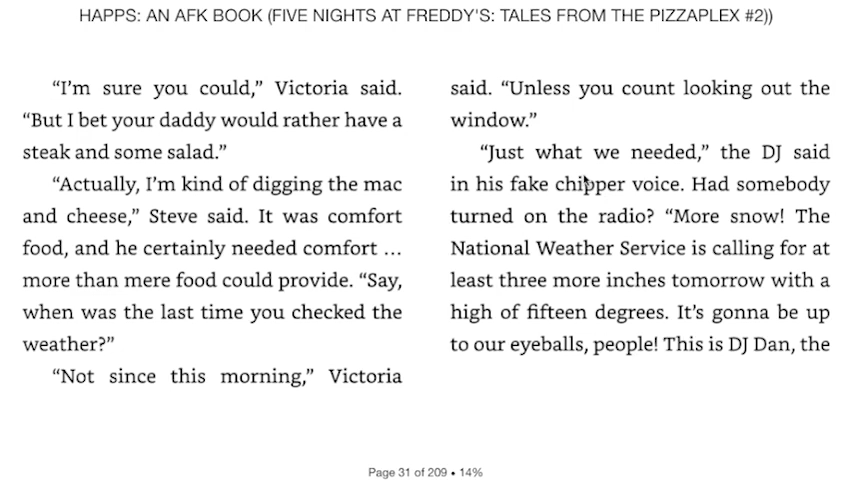 HAPPS: AN AFK BOOK (FIVE NIGHTS AT FREDDY'S: TALES FROM THE PIZZAPLEX #2))
“I’m sure you could,” Victoria said.
“But I bet your daddy would rather have a
steak and some salad.”
“Actually, I’m kind of digging the mac
and cheese,” Steve said. It was comfort
food, and he certainly needed comfort …
more than mere food could provide. “Say,
when was the last time you checked the
weather?”
“Not since this morning,” Victoria
said. “Unless you count looking out the
window.”
“Just what we needed,” the DJ said
in his fake chipper voice. Had somebody
turned on the radio? “More snow! The
National Weather Service is calling for at
least three more inches tomorrow with a
high of fifteen degrees. It’s gonna be up
to our eyeballs, people! This is DJ Dan, the
Page 31 of 209 • 14%